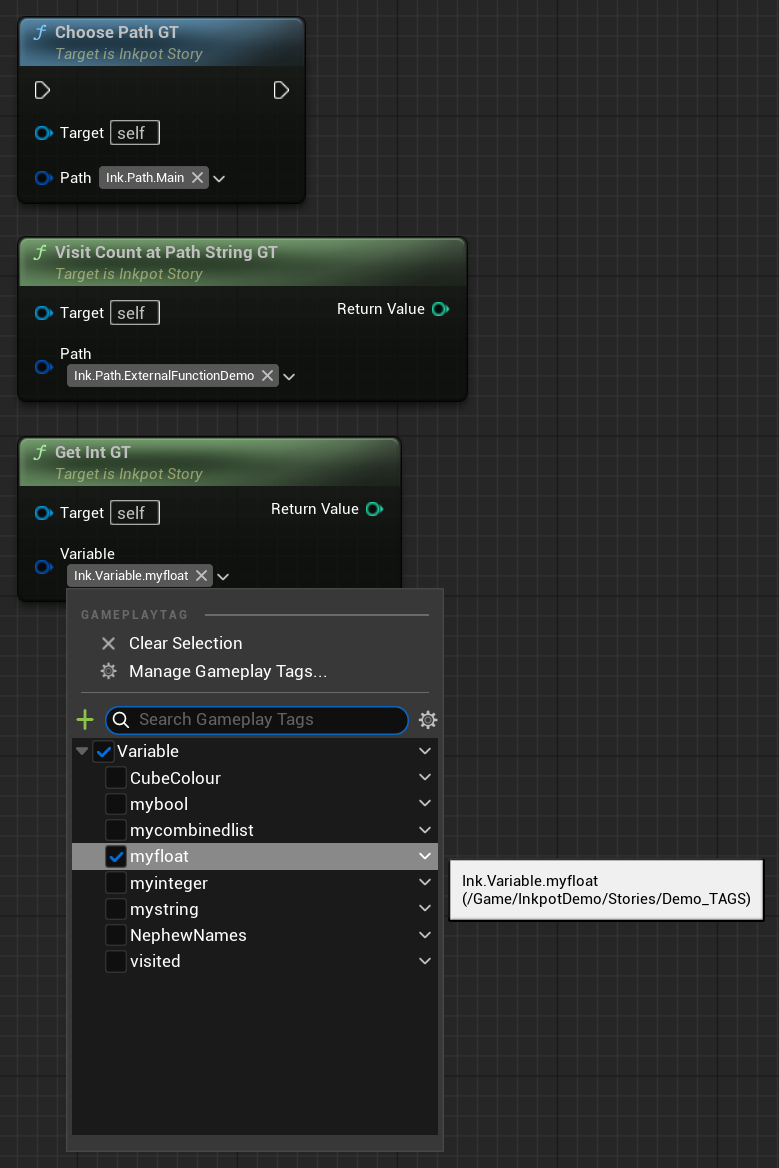 Choose Path GT
Target is Inkpot Story
Target self
Path Ink.Path.Main
Visit Count at Path String GT
Target is Inkpot Story
Target self Return Value
Path
Ink.Path.ExternalFunctionDemo
Get Int GT
Target is Inkpot Story
Target self Return Value
Variable
Ink.Variable.myfloat
GAMEPLAYTAG
Clear Selection
Manage Gameplay Tags...
Search Gameplay Tags
Variable
CubeColour
mybool
mycombinedlist
myfloat
myinteger
mystring
NephewNames
visited
Ink.Variable.myfloat
(/Game/InkpotDemo/Stories/Demo_TAGS)